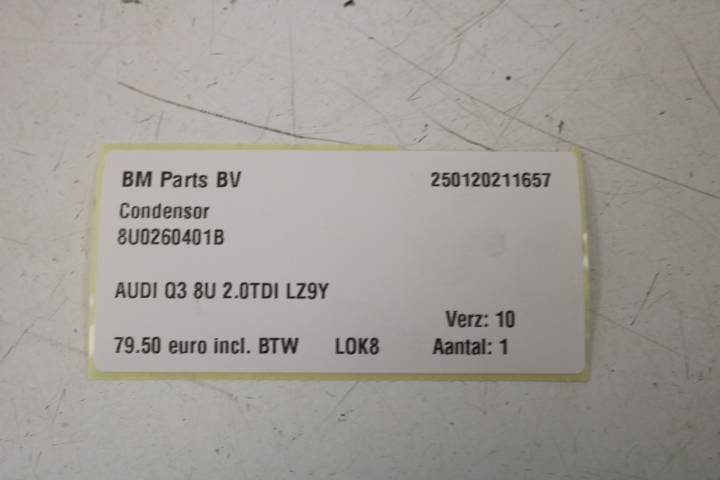 BM Parts BV 250120211657
Condensor
8U0260401B
AUDI Q3 8U 2.0TDI LZ9Y
Verz: 10
79.50 euro incl. BTW LOK8 Aantal: 1